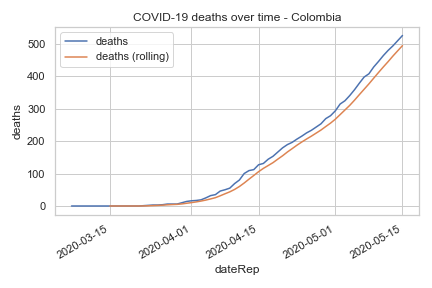 COVID-19 deaths over time - Colombia
deaths
deaths (rolling)
500
400
300
200
100
0
deaths
2020-03-15
2020-04-01
2020-04-15
2020-05-01
2020-05-15
dateRep